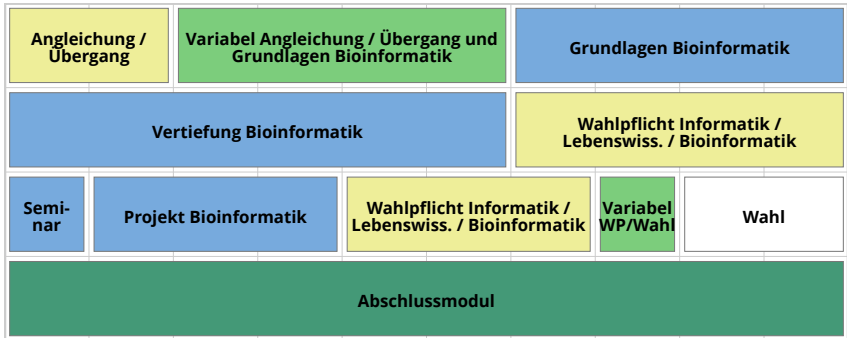 Angleichung /
Übergang
Variabel Angleichung / Übergang und
Grundlagen Bioinformatik
Grundlagen Bioinformatik
Vertiefung Bioinformatik
Wahlpflicht Informatik /
Lebenswiss. / Bioinformatik
Semi-
nar
Projekt Bioinformatik
Wahlpflicht Informatik /
Lebenswiss. / Bioinformatik
Variabel
WP/Wahl
Wahl
Abschlussmodul